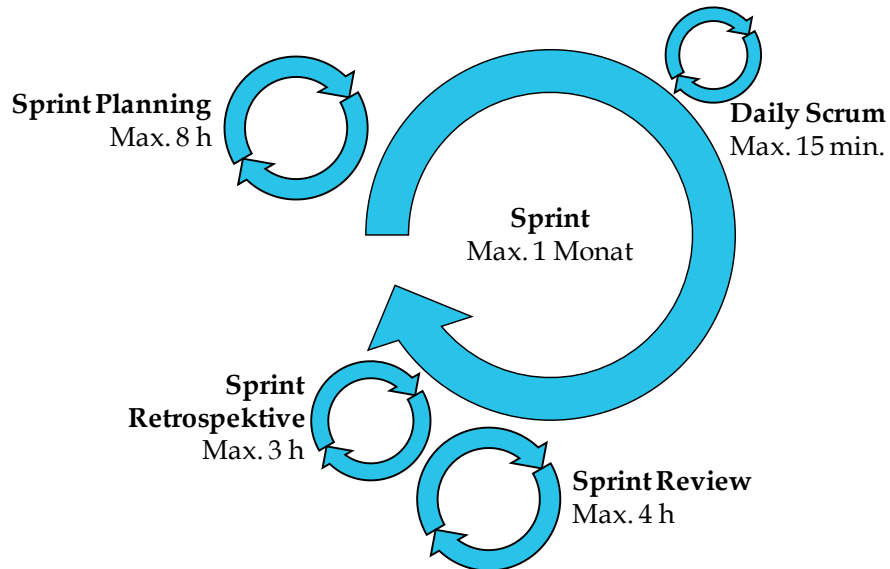 Sprint Planning
Max. 8 h
Daily Scrum
Max. 15 min.
Sprint
Max. 1 Monat
Sprint
Retrospektive
Max. 3 h
Sprint Review
Max. 4 h